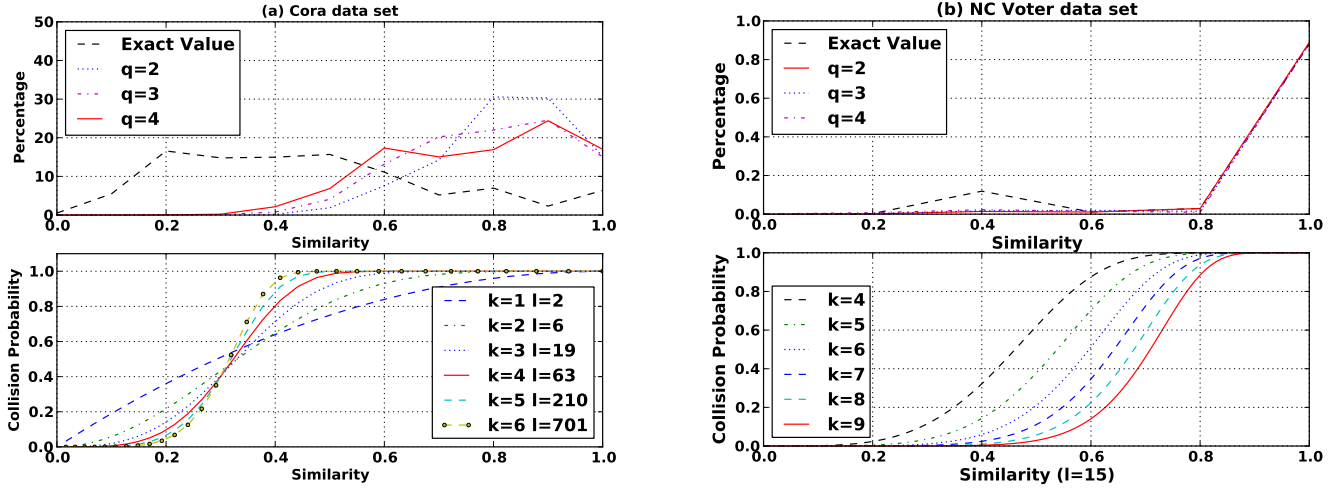 (a) Cora data set
Percentage
50
40
30
20
10
0
Exact Value
q=2
q=3
q=4
0.0 0.2 0.4 0.6 0.8 1.0
Similarity
(b) NC Voter data set
Percentage
1.0
0.8
0.6
0.4
0.2
0.0
Exact Value
q=2
q=3
q=4
0.0 0.2 0.4 0.6 0.8 1.0
Similarity
Collision Probability
1.0
0.8
0.6
0.4
0.2
0.0
k=1 l=2
k=2 l=6
k=3 l=19
k=4 l=63
k=5 l=210
k=6 l=701
0.0 0.2 0.4 0.6 0.8 1.0
Similarity
Collision Probability
1.0
0.8
0.6
0.4
0.2
0.0
k=4
k=5
k=6
k=7
k=8
k=9
0.0 0.2 0.4 0.6 0.8 1.0
Similarity (l=15)